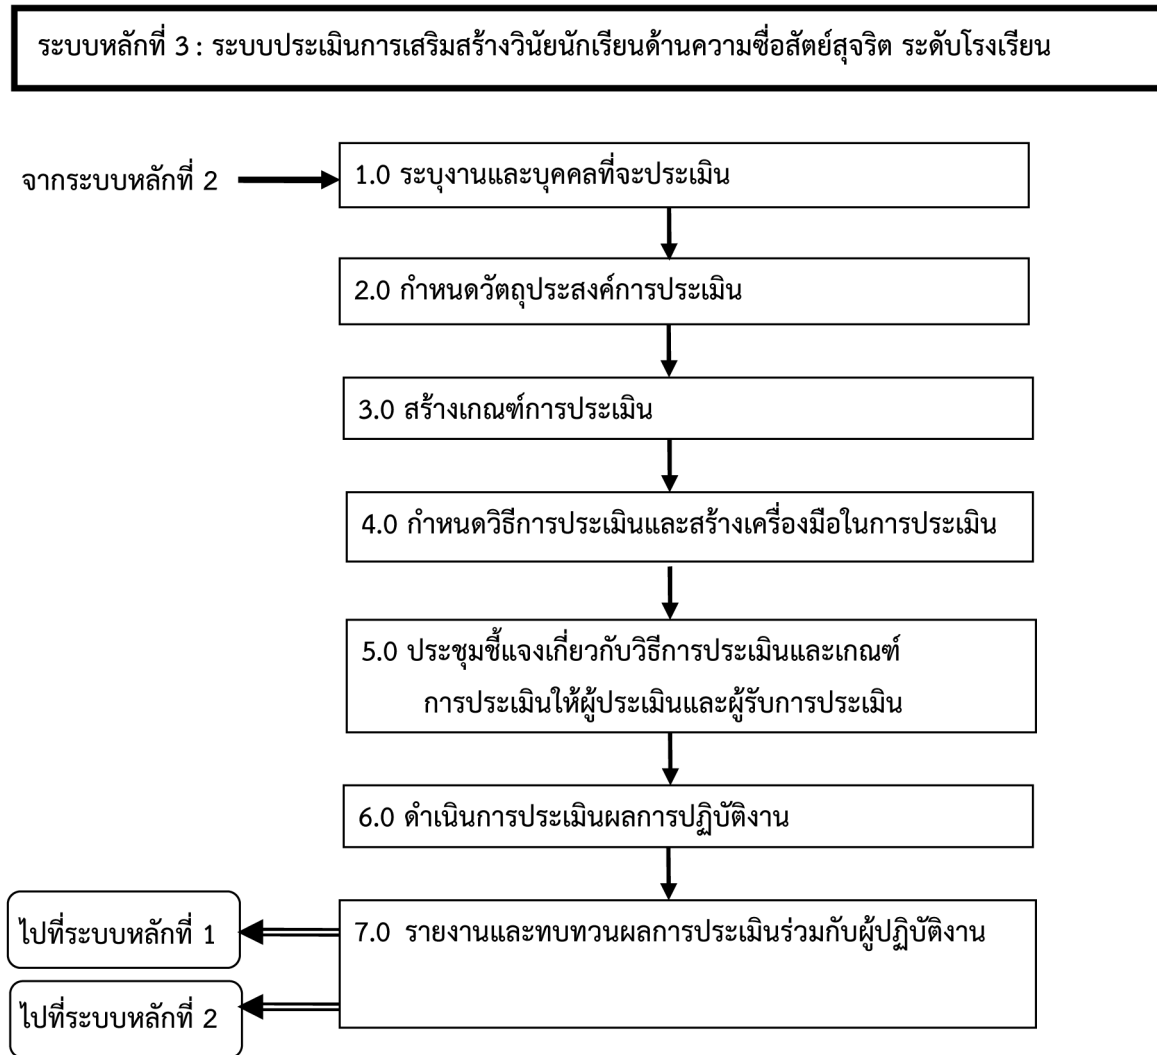 ระบบหลักที่ 3 : ระบบประเมินการเสริมสร้างวินัยนักเรียนด้านความซื่อสัตย์สุจริต ระดับโรงเรียน
จากระบบหลักที่ 2
1.0 ระบุงานและบุคคลที่จะประเมิน
2.0 กำหนดวัตถุประสงค์การประเมิน
3.0 สร้างเกณฑ์การประเมิน
4.0 กำหนดวิธีการประเมินและสร้างเครื่องมือในการประเมิน
5.0 ประชุมชี้แจงเกี่ยวกับวิธีการประเมินและเกณฑ์
การประเมินให้ผู้ประเมินและผู้รับการประเมิน
6.0 ดำเนินการประเมินผลการปฏิบัติงาน
7.0 รายงานและทบทวนผลการประเมินร่วมกับผู้ปฏิบัติงาน
ไปที่ระบบหลักที่ 1
ไปที่ระบบหลักที่ 2